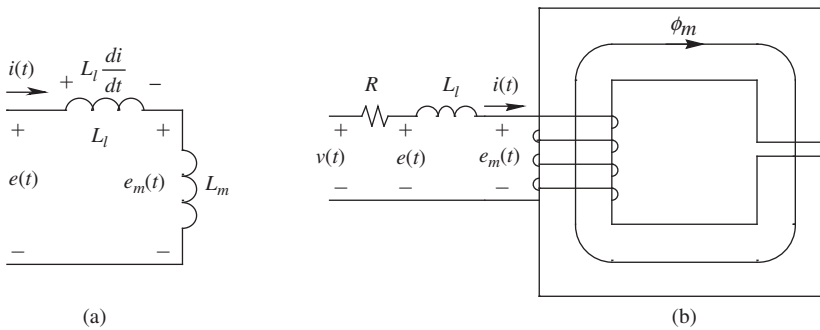 i(t)
+ L_l di/dt −
L_l
+ +
e(t) e_m(t) L_m
− −
(a)
ϕ_m
R L_l i(t)
+ + +
v(t) e(t) e_m(t)
− − −
(b)